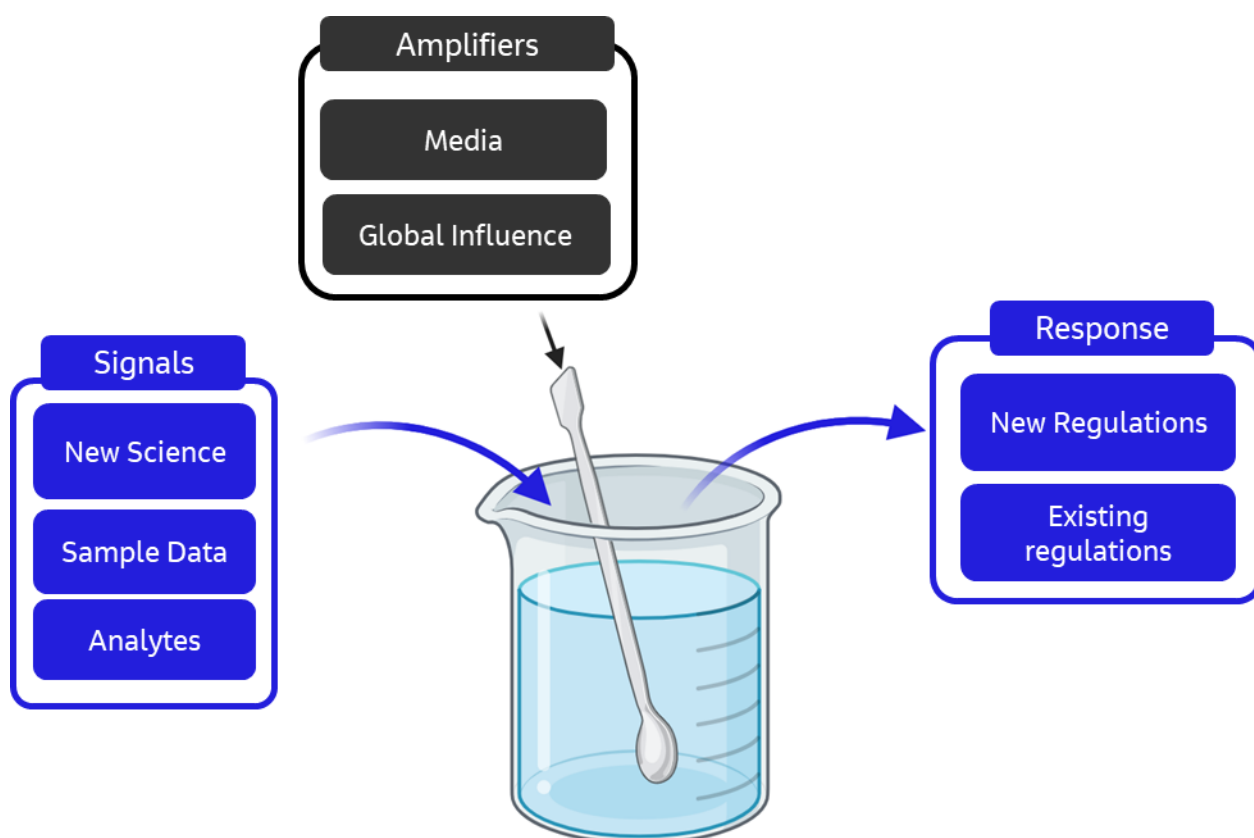 Amplifiers
Media
Global Influence
Signals
New Science
Sample Data
Analytes
Response
New Regulations
Existing
regulations